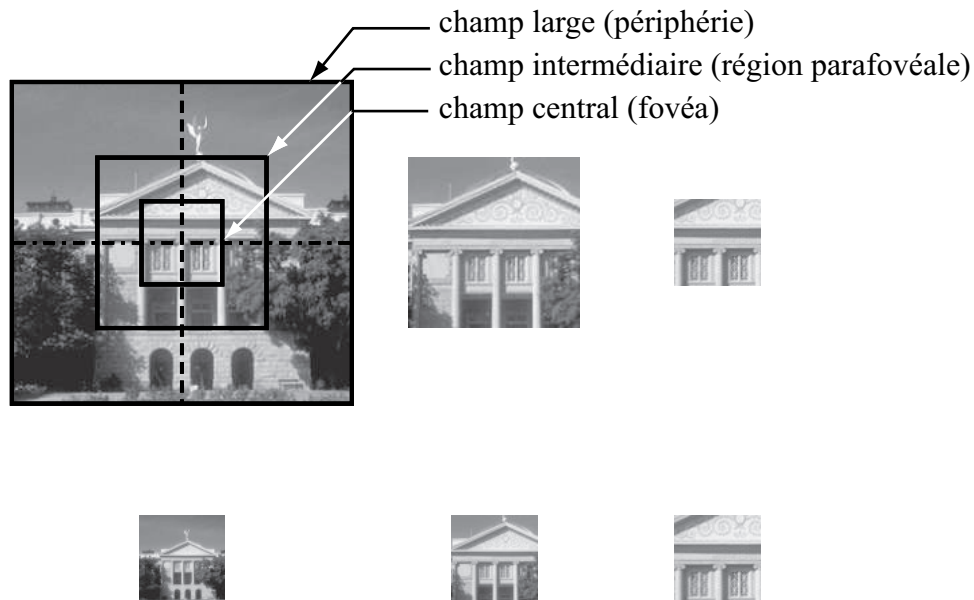 champ large (périphérie)
champ intermédiaire (région parafovéale)
champ central (fovéa)